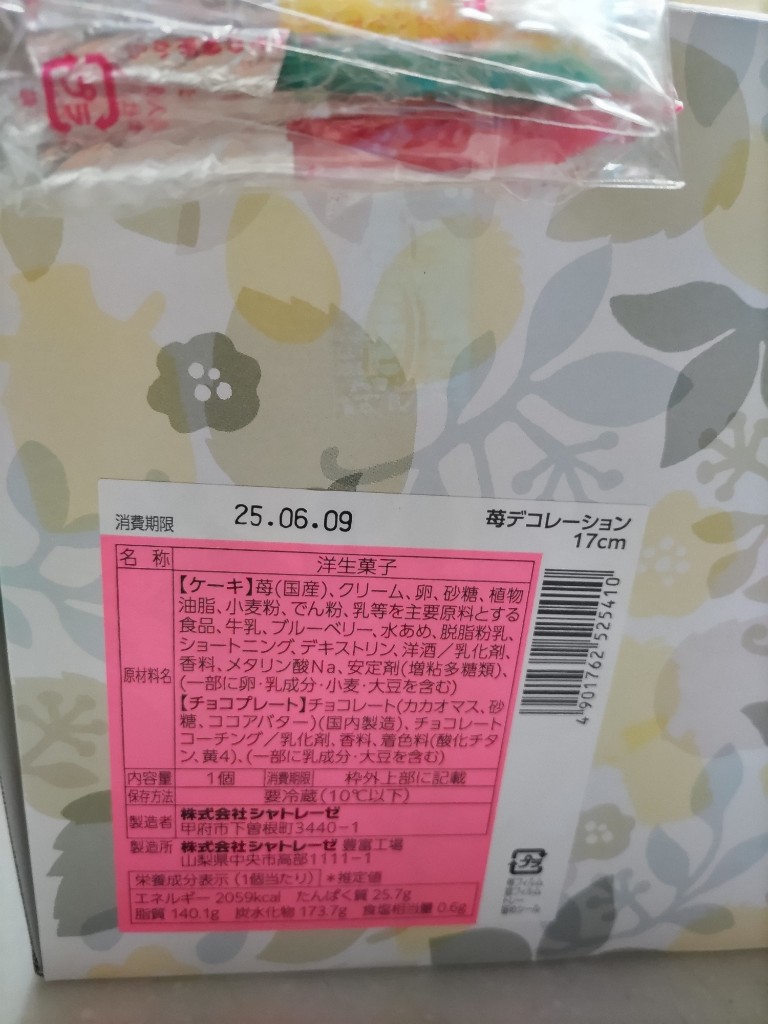 プラ
消費期限 25.06.09 苺デコレーション
17cm
名 称 洋生菓子
原材料名
【ケーキ】苺(国産)、クリーム、卵、砂糖、植物
油脂、小麦粉、でん粉、乳等を主要原料とする
食品、牛乳、ブルーベリー、水あめ、脱脂粉乳、
ショートニング、デキストリン、洋酒/乳化剤、
香料、メタリン酸Na、安定剤(増粘多糖類)、
(一部に卵・乳成分・小麦・大豆を含む)
【チョコプレート】チョコレート(カカオマス、砂
糖、ココアバター)(国内製造)、チョコレート
コーチング/乳化剤、香料、着色料(酸化チタ
ン、黄4)、(一部に乳成分・大豆を含む)
内容量 1個 消費期限 枠外上部に記載
保存方法 要冷蔵(10℃以下)
製造者 株式会社シャトレーゼ
甲府市下曽根町3440-1
製造所 株式会社シャトレーゼ 豊富工場
山梨県中央市高部1111-1
栄養成分表示(1個当たり)*推定値
エネルギー 2059kcal たんぱく質 25.7g
脂質 140.1g 炭水化物 173.7g 食塩相当量 0.6g
4901762525410
プラ